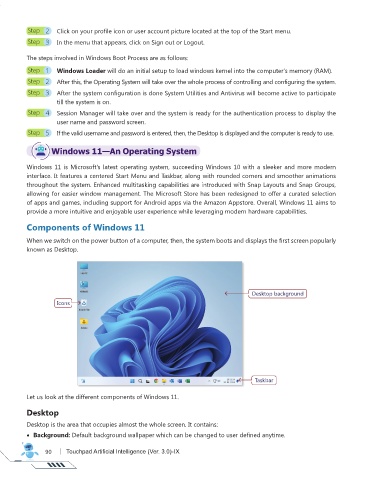 Step 2 Click on your profile icon or user account picture located at the top of the Start menu.
Step 3 In the menu that appears, click on Sign out or Logout.
The steps involved in Windows Boot Process are as follows:
Step 1 Windows Loader will do an initial setup to load windows kernel into the computer's memory (RAM).
Step 2 After this, the Operating System will take over the whole process of controlling and configuring the system.
Step 3 After the system configuration is done System Utilities and Antivirus will become active to participate
till the system is on.
Step 4 Session Manager will take over and the system is ready for the authentication process to display the
user name and password screen.
Step 5 If the valid username and password is entered, then, the Desktop is displayed and the computer is ready to use.
Windows 11—An Operating System
Windows 11 is Microsoft's latest operating system, succeeding Windows 10 with a sleeker and more modern
interface. It features a centered Start Menu and Taskbar, along with rounded corners and smoother animations
throughout the system. Enhanced multitasking capabilities are introduced with Snap Layouts and Snap Groups,
allowing for easier window management. The Microsoft Store has been redesigned to offer a curated selection
of apps and games, including support for Android apps via the Amazon Appstore. Overall, Windows 11 aims to
provide a more intuitive and enjoyable user experience while leveraging modern hardware capabilities.
Components of Windows 11
When we switch on the power button of a computer, then, the system boots and displays the first screen popularly
known as Desktop.
Desktop background
Icons
Taskbar
Let us look at the different components of Windows 11.
Desktop
Desktop is the area that occupies almost the whole screen. It contains:
• Background: Default background wallpaper which can be changed to user defined anytime.
90 | Touchpad Artificial Intelligence (Ver. 3.0)-IX